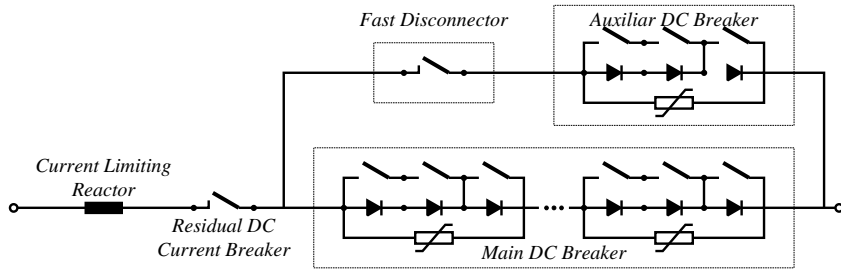 Fast Disconnector
Auxiliar DC Breaker
Current Limiting
Reactor
Residual DC
Current Breaker
Main DC Breaker